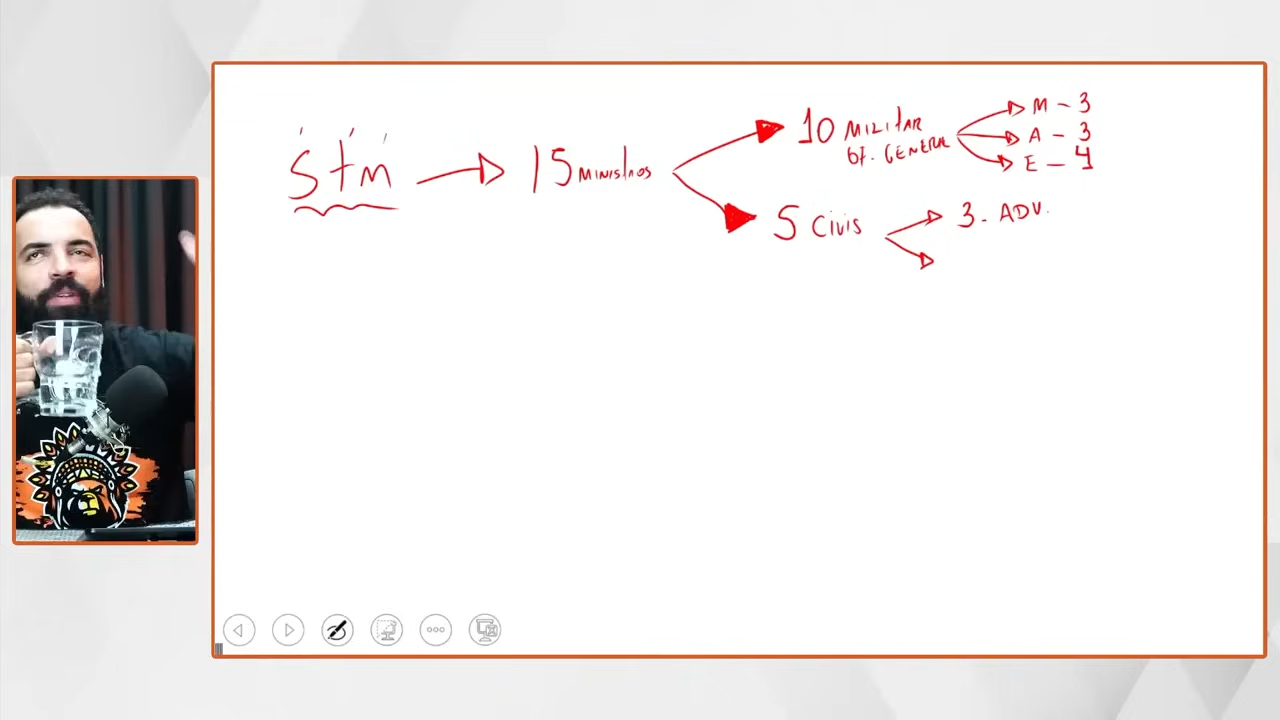 STM
15 MINISTROS
10 MILITAR
OF. GENERAL
M - 3
A - 3
E - 4
5 CIVIS
3. ADV.